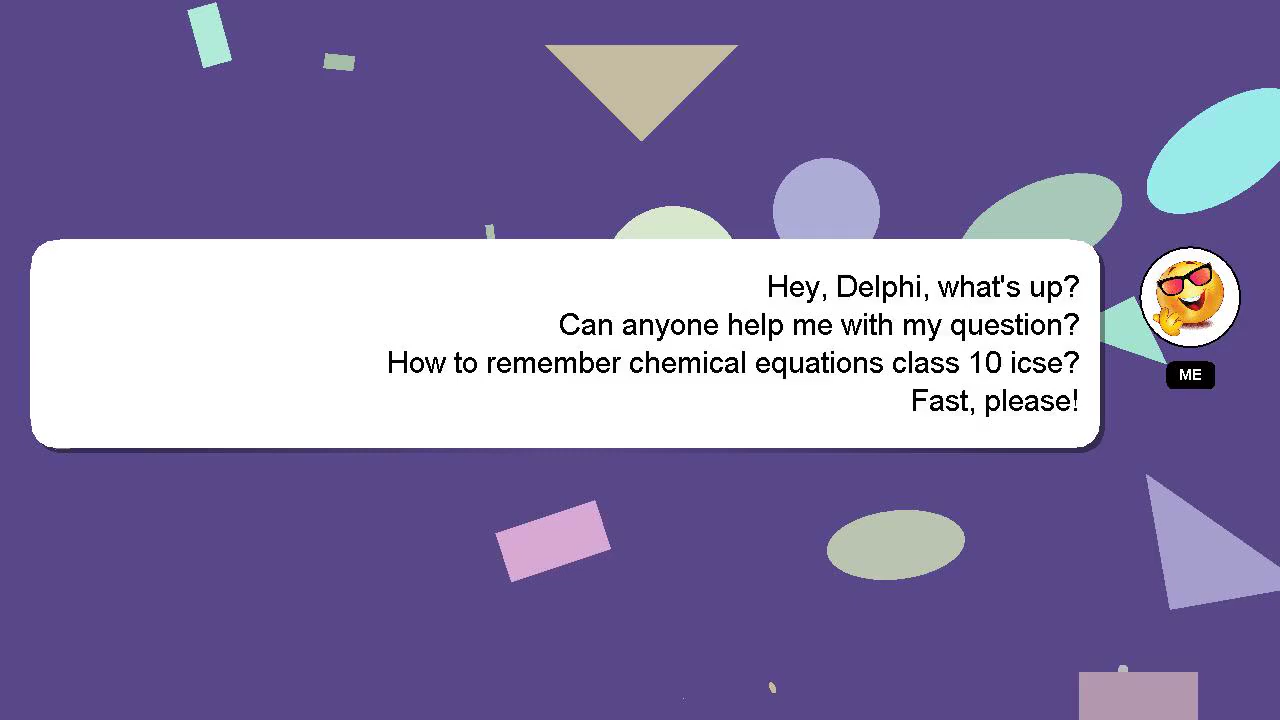 Hey, Delphi, what's up?
Can anyone help me with my question?
How to remember chemical equations class 10 icse?
Fast, please!
ME